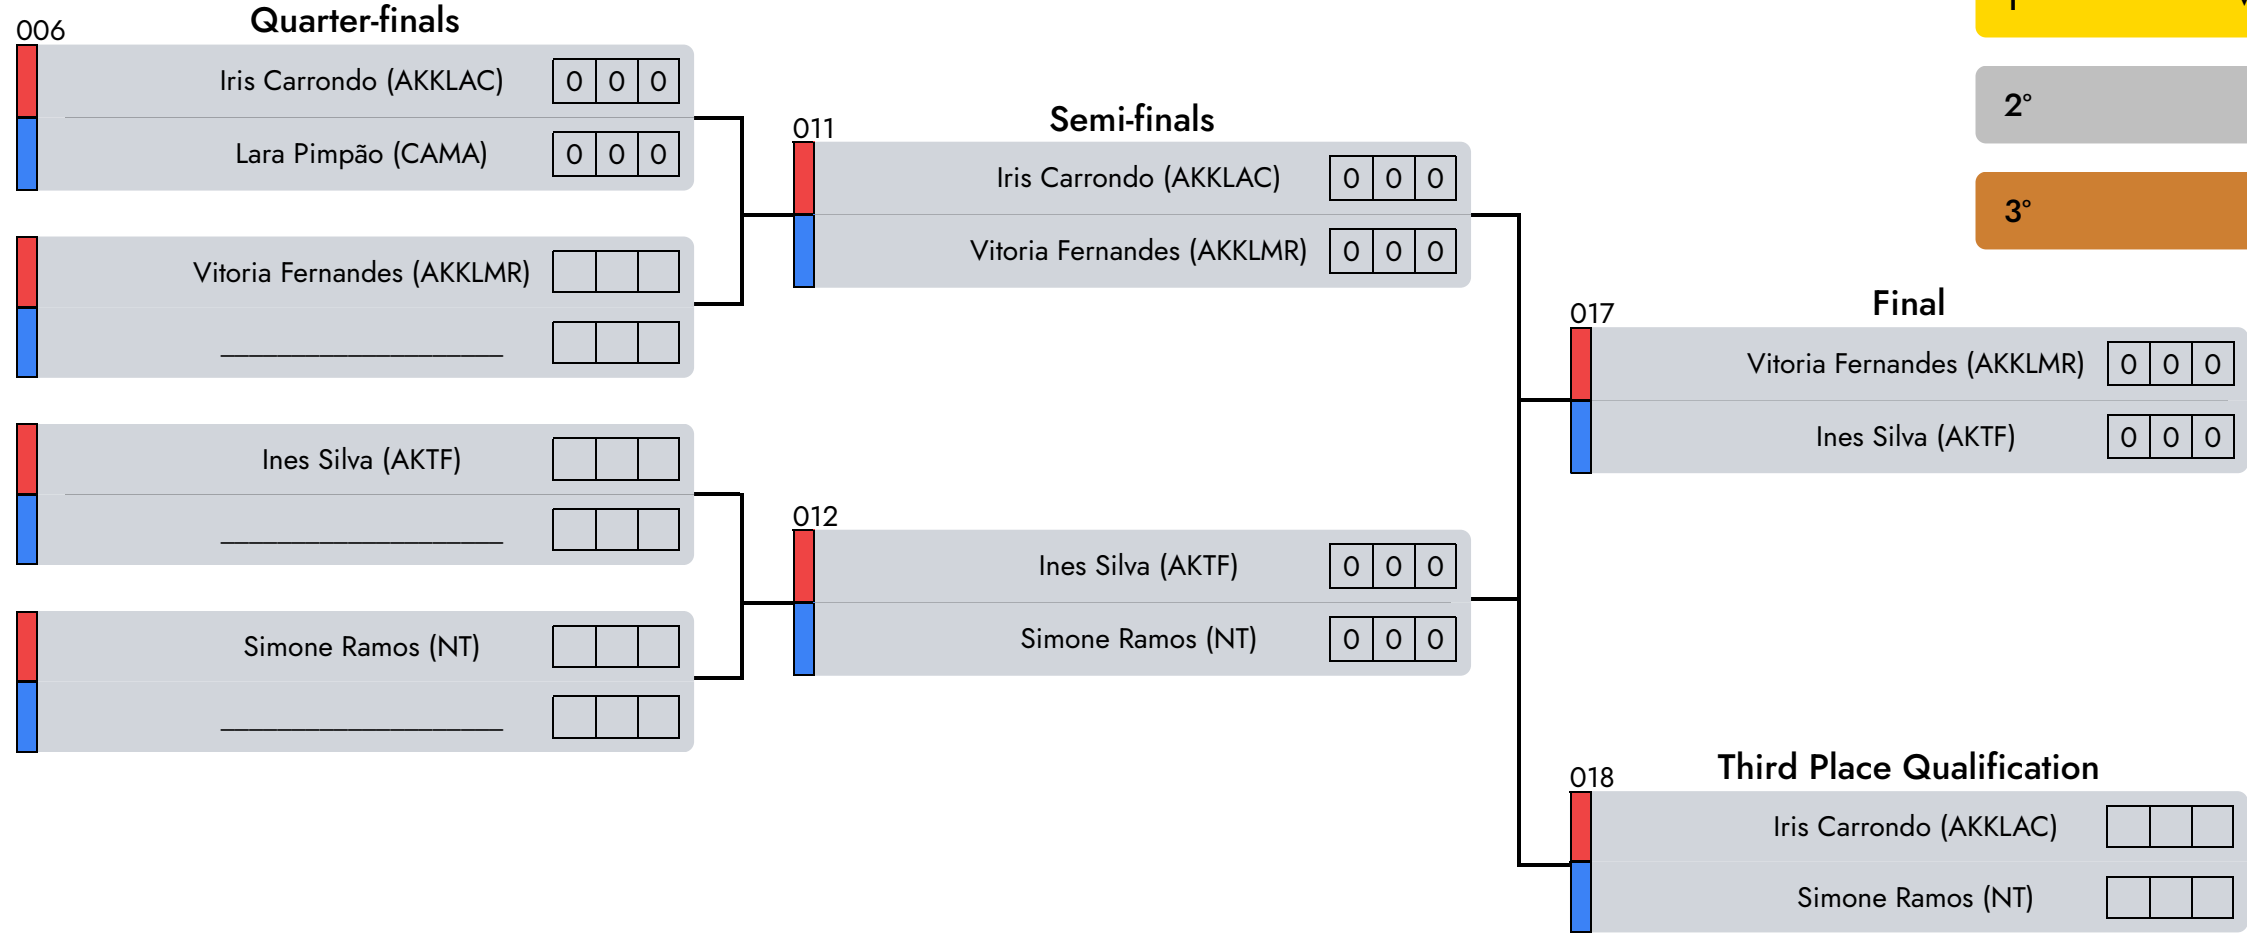 Quarter-finals
006
Iris Carrondo (AKKLAC) 0 0 0
Lara Pimpão (CAMA) 0 0 0
Vitoria Fernandes (AKKLMR)
____________________
Ines Silva (AKTF)
____________________
Simone Ramos (NT)
____________________
Semi-finals
011
Iris Carrondo (AKKLAC) 0 0 0
Vitoria Fernandes (AKKLMR) 0 0 0
012
Ines Silva (AKTF) 0 0 0
Simone Ramos (NT) 0 0 0
2°
3°
Final
017
Vitoria Fernandes (AKKLMR) 0 0 0
Ines Silva (AKTF) 0 0 0
Third Place Qualification
018
Iris Carrondo (AKKLAC)
Simone Ramos (NT)